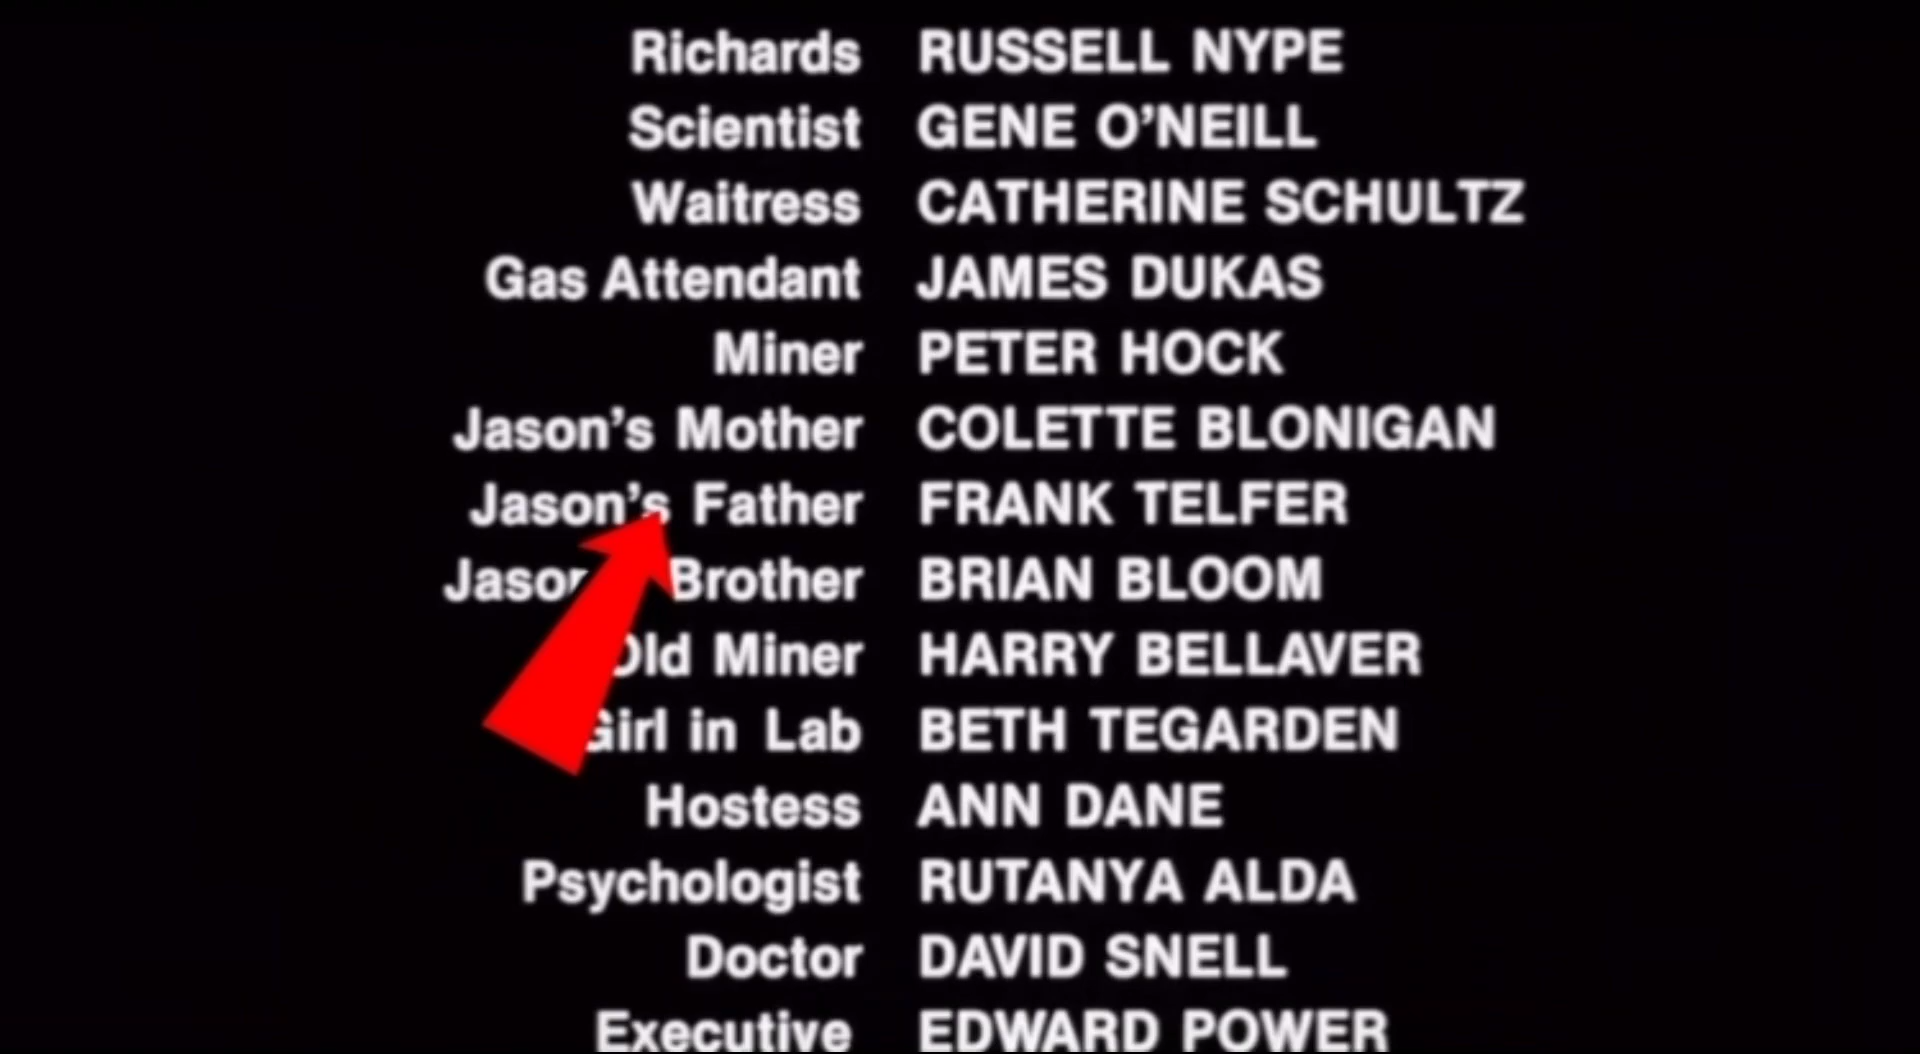 Richards RUSSELL NYPE
Scientist GENE O'NEILL
Waitress CATHERINE SCHULTZ
Gas Attendant JAMES DUKAS
Miner PETER HOCK
Jason's Mother COLETTE BLONIGAN
Jason's Father FRANK TELFER
Brother BRIAN BLOOM
Old Miner HARRY BELLAVER
Girl in Lab BETH TEGARDEN
Hostess ANN DANE
Psychologist RUTANYA ALDA
Doctor DAVID SNELL
Executive EDWARD POWER